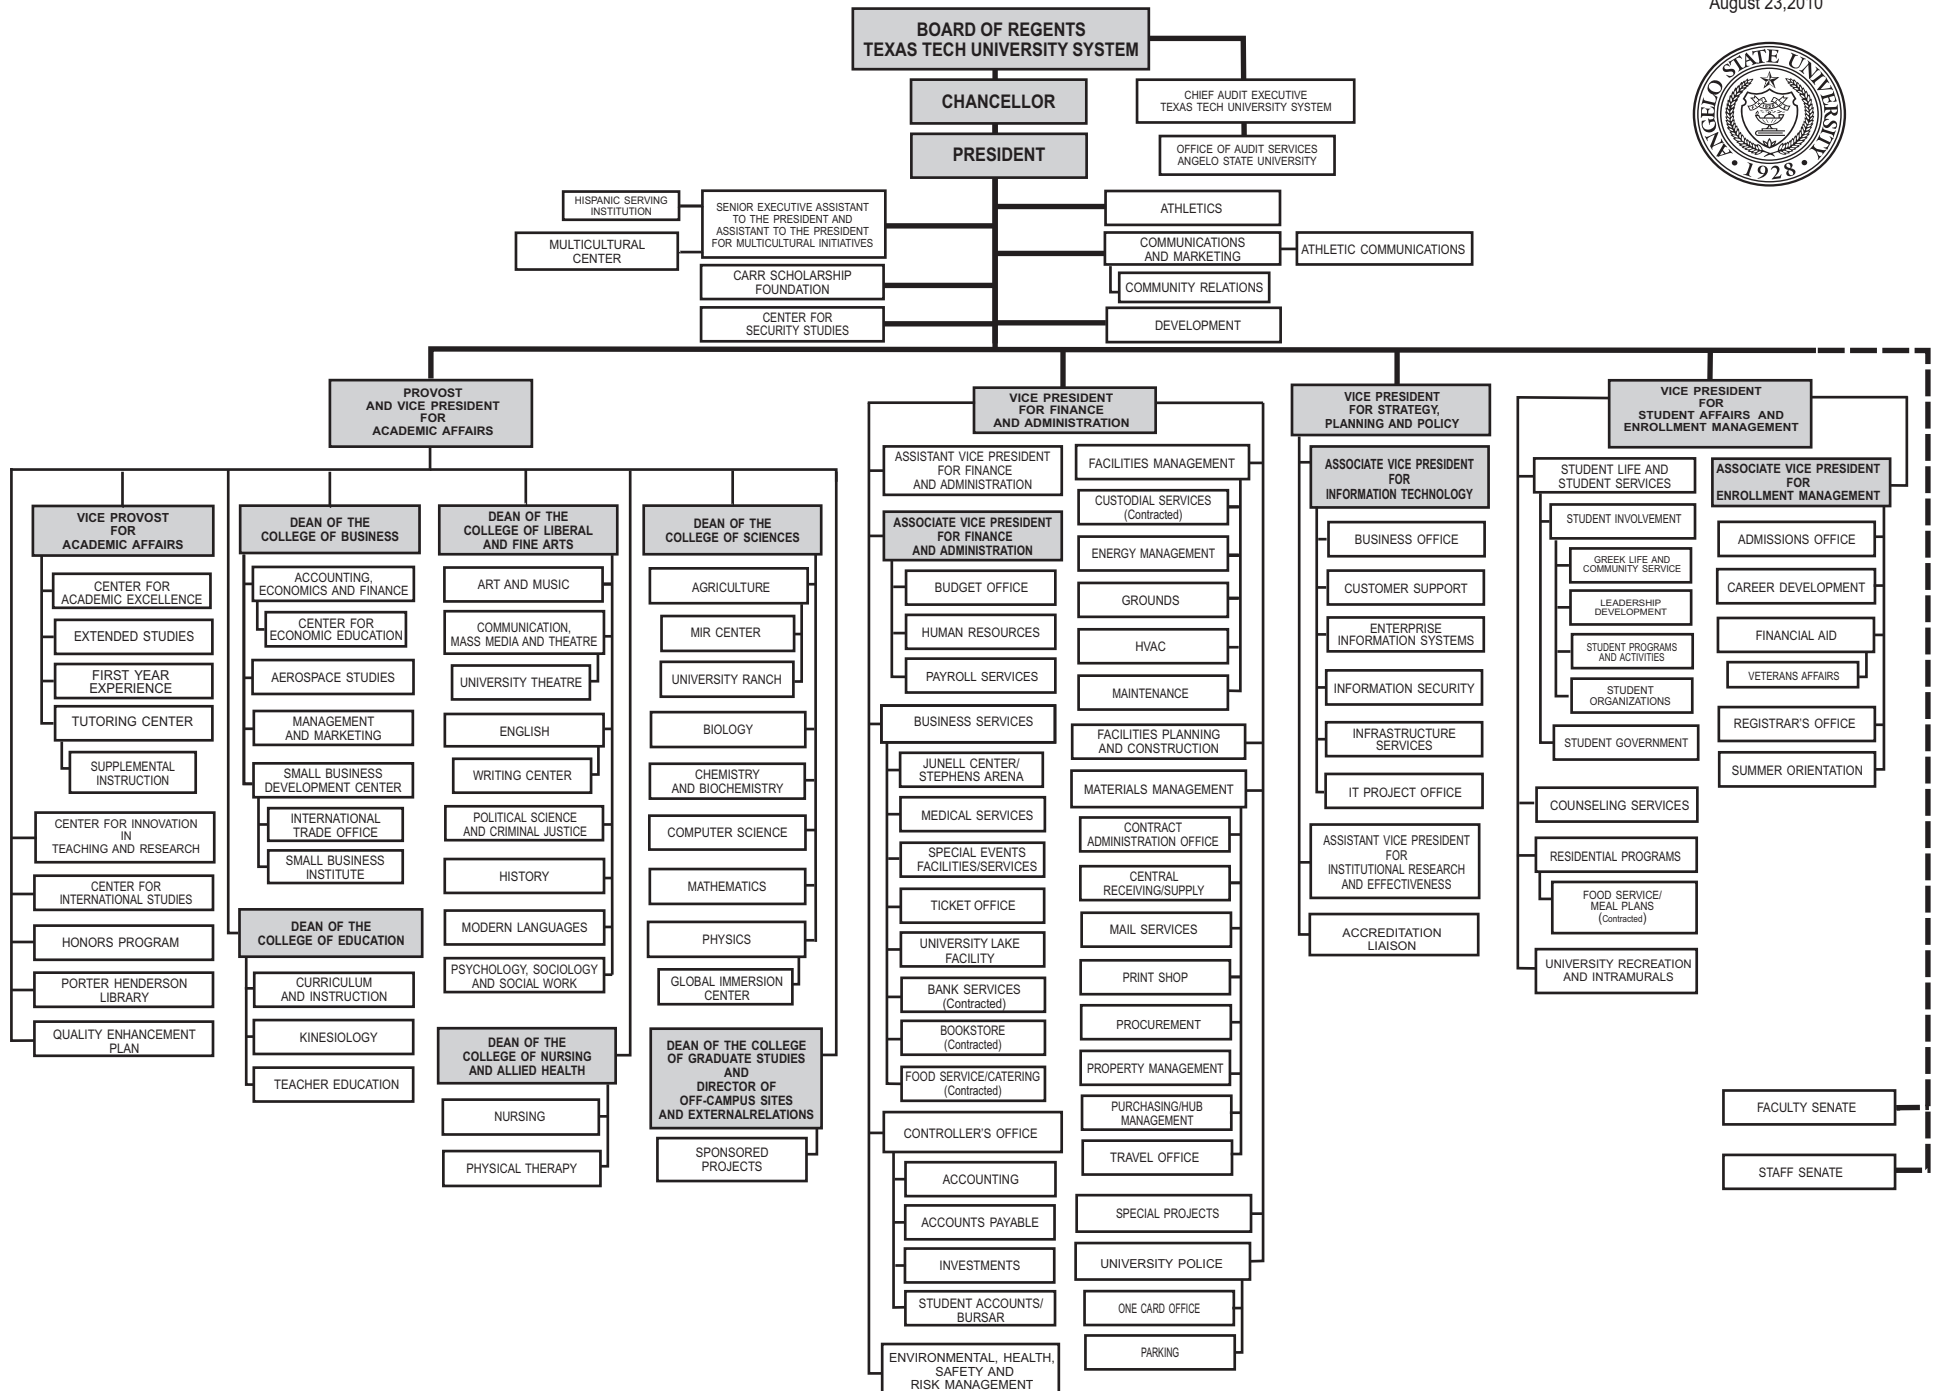 August 23,2010
BOARD OF REGENTS
TEXAS TECH UNIVERSITY SYSTEM
CHANCELLOR
PRESIDENT
CHIEF AUDIT EXECUTIVE
TEXAS TECH UNIVERSITY SYSTEM
OFFICE OF AUDIT SERVICES
ANGELO STATE UNIVERSITY
ANGELO STATE UNIVERSITY
1928
HISPANIC SERVING
INSTITUTION
MULTICULTURAL
CENTER
SENIOR EXECUTIVE ASSISTANT
TO THE PRESIDENT AND
ASSISTANT TO THE PRESIDENT
FOR MULTICULTURAL INITIATIVES
CARR SCHOLARSHIP
FOUNDATION
CENTER FOR
SECURITY STUDIES
ATHLETICS
COMMUNICATIONS
AND MARKETING
ATHLETIC COMMUNICATIONS
COMMUNITY RELATIONS
DEVELOPMENT
PROVOST
AND VICE PRESIDENT
FOR
ACADEMIC AFFAIRS
VICE PROVOST
FOR
ACADEMIC AFFAIRS
CENTER FOR
ACADEMIC EXCELLENCE
EXTENDED STUDIES
FIRST YEAR
EXPERIENCE
TUTORING CENTER
SUPPLEMENTAL
INSTRUCTION
CENTER FOR INNOVATION
IN
TEACHING AND RESEARCH
CENTER FOR
INTERNATIONAL STUDIES
HONORS PROGRAM
PORTER HENDERSON
LIBRARY
QUALITY ENHANCEMENT
PLAN
DEAN OF THE
COLLEGE OF BUSINESS
ACCOUNTING,
ECONOMICS AND FINANCE
CENTER FOR
ECONOMIC EDUCATION
AEROSPACE STUDIES
MANAGEMENT
AND MARKETING
SMALL BUSINESS
DEVELOPMENT CENTER
INTERNATIONAL
TRADE OFFICE
SMALL BUSINESS
INSTITUTE
DEAN OF THE
COLLEGE OF EDUCATION
CURRICULUM
AND INSTRUCTION
KINESIOLOGY
TEACHER EDUCATION
DEAN OF THE
COLLEGE OF LIBERAL
AND FINE ARTS
ART AND MUSIC
COMMUNICATION,
MASS MEDIA AND THEATRE
UNIVERSITY THEATRE
ENGLISH
WRITING CENTER
POLITICAL SCIENCE
AND CRIMINAL JUSTICE
HISTORY
MODERN LANGUAGES
PSYCHOLOGY, SOCIOLOGY
AND SOCIAL WORK
DEAN OF THE
COLLEGE OF NURSING
AND ALLIED HEALTH
NURSING
PHYSICAL THERAPY
DEAN OF THE
COLLEGE OF SCIENCES
AGRICULTURE
MIR CENTER
UNIVERSITY RANCH
BIOLOGY
CHEMISTRY
AND BIOCHEMISTRY
COMPUTER SCIENCE
MATHEMATICS
PHYSICS
GLOBAL IMMERSION
CENTER
DEAN OF THE COLLEGE
OF GRADUATE STUDIES
AND
DIRECTOR OF
OFF-CAMPUS SITES
AND EXTERNALRELATIONS
SPONSORED
PROJECTS
VICE PRESIDENT
FOR FINANCE
AND ADMINISTRATION
ASSISTANT VICE PRESIDENT
FOR FINANCE
AND ADMINISTRATION
ASSOCIATE VICE PRESIDENT
FOR FINANCE
AND ADMINISTRATION
BUDGET OFFICE
HUMAN RESOURCES
PAYROLL SERVICES
BUSINESS SERVICES
JUNELL CENTER/
STEPHENS ARENA
MEDICAL SERVICES
SPECIAL EVENTS
FACILITIES/SERVICES
TICKET OFFICE
UNIVERSITY LAKE
FACILITY
BANK SERVICES
(Contracted)
BOOKSTORE
(Contracted)
FOOD SERVICE/CATERING
(Contracted)
CONTROLLER'S OFFICE
ACCOUNTING
ACCOUNTS PAYABLE
INVESTMENTS
STUDENT ACCOUNTS/
BURSAR
ENVIRONMENTAL, HEALTH,
SAFETY AND
RISK MANAGEMENT
FACILITIES MANAGEMENT
CUSTODIAL SERVICES
(Contracted)
ENERGY MANAGEMENT
GROUNDS
HVAC
MAINTENANCE
FACILITIES PLANNING
AND CONSTRUCTION
MATERIALS MANAGEMENT
CONTRACT
ADMINISTRATION OFFICE
CENTRAL
RECEIVING/SUPPLY
MAIL SERVICES
PRINT SHOP
PROCUREMENT
PROPERTY MANAGEMENT
PURCHASING/HUB
MANAGEMENT
TRAVEL OFFICE
SPECIAL PROJECTS
UNIVERSITY POLICE
ONE CARD OFFICE
PARKING
VICE PRESIDENT
FOR STRATEGY,
PLANNING AND POLICY
ASSOCIATE VICE PRESIDENT
FOR
INFORMATION TECHNOLOGY
BUSINESS OFFICE
CUSTOMER SUPPORT
ENTERPRISE
INFORMATION SYSTEMS
INFORMATION SECURITY
INFRASTRUCTURE
SERVICES
IT PROJECT OFFICE
ASSISTANT VICE PRESIDENT
FOR
INSTITUTIONAL RESEARCH
AND EFFECTIVENESS
ACCREDITATION
LIAISON
VICE PRESIDENT
FOR
STUDENT AFFAIRS AND
ENROLLMENT MANAGEMENT
STUDENT LIFE AND
STUDENT SERVICES
STUDENT INVOLVEMENT
GREEK LIFE AND
COMMUNITY SERVICE
LEADERSHIP
DEVELOPMENT
STUDENT PROGRAMS
AND ACTIVITIES
STUDENT
ORGANIZATIONS
STUDENT GOVERNMENT
COUNSELING SERVICES
RESIDENTIAL PROGRAMS
FOOD SERVICE/
MEAL PLANS
(Contracted)
UNIVERSITY RECREATION
AND INTRAMURALS
ASSOCIATE VICE PRESIDENT
FOR
ENROLLMENT MANAGEMENT
ADMISSIONS OFFICE
CAREER DEVELOPMENT
FINANCIAL AID
VETERANS AFFAIRS
REGISTRAR'S OFFICE
SUMMER ORIENTATION
FACULTY SENATE
STAFF SENATE